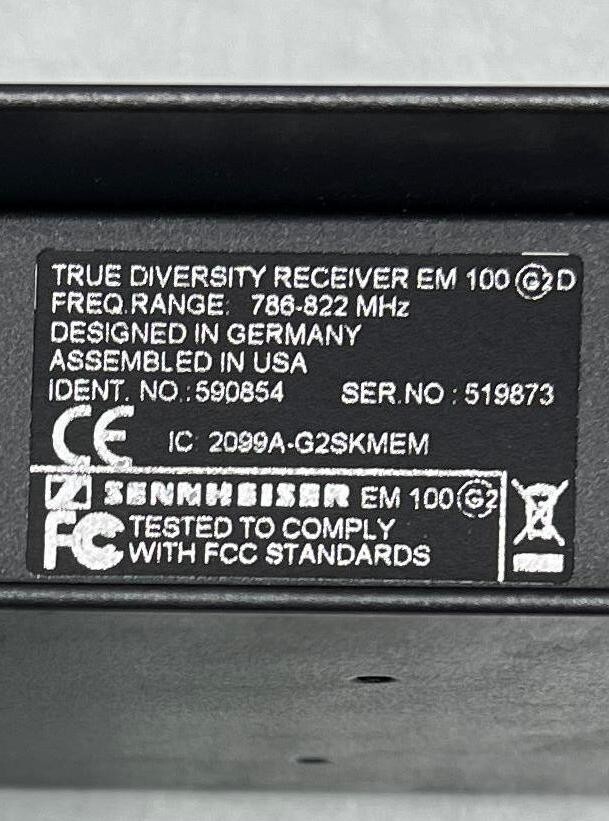 TRUE DIVERSITY RECEIVER EM 100 G2 D
FREQ.RANGE: 786-822 MHz
DESIGNED IN GERMANY
ASSEMBLED IN USA
IDENT. NO.:590854 SER.NO : 519873
CE IC: 2099A-G2SKMEM
SENNHEISER EM 100 G2
FC TESTED TO COMPLY
WITH FCC STANDARDS